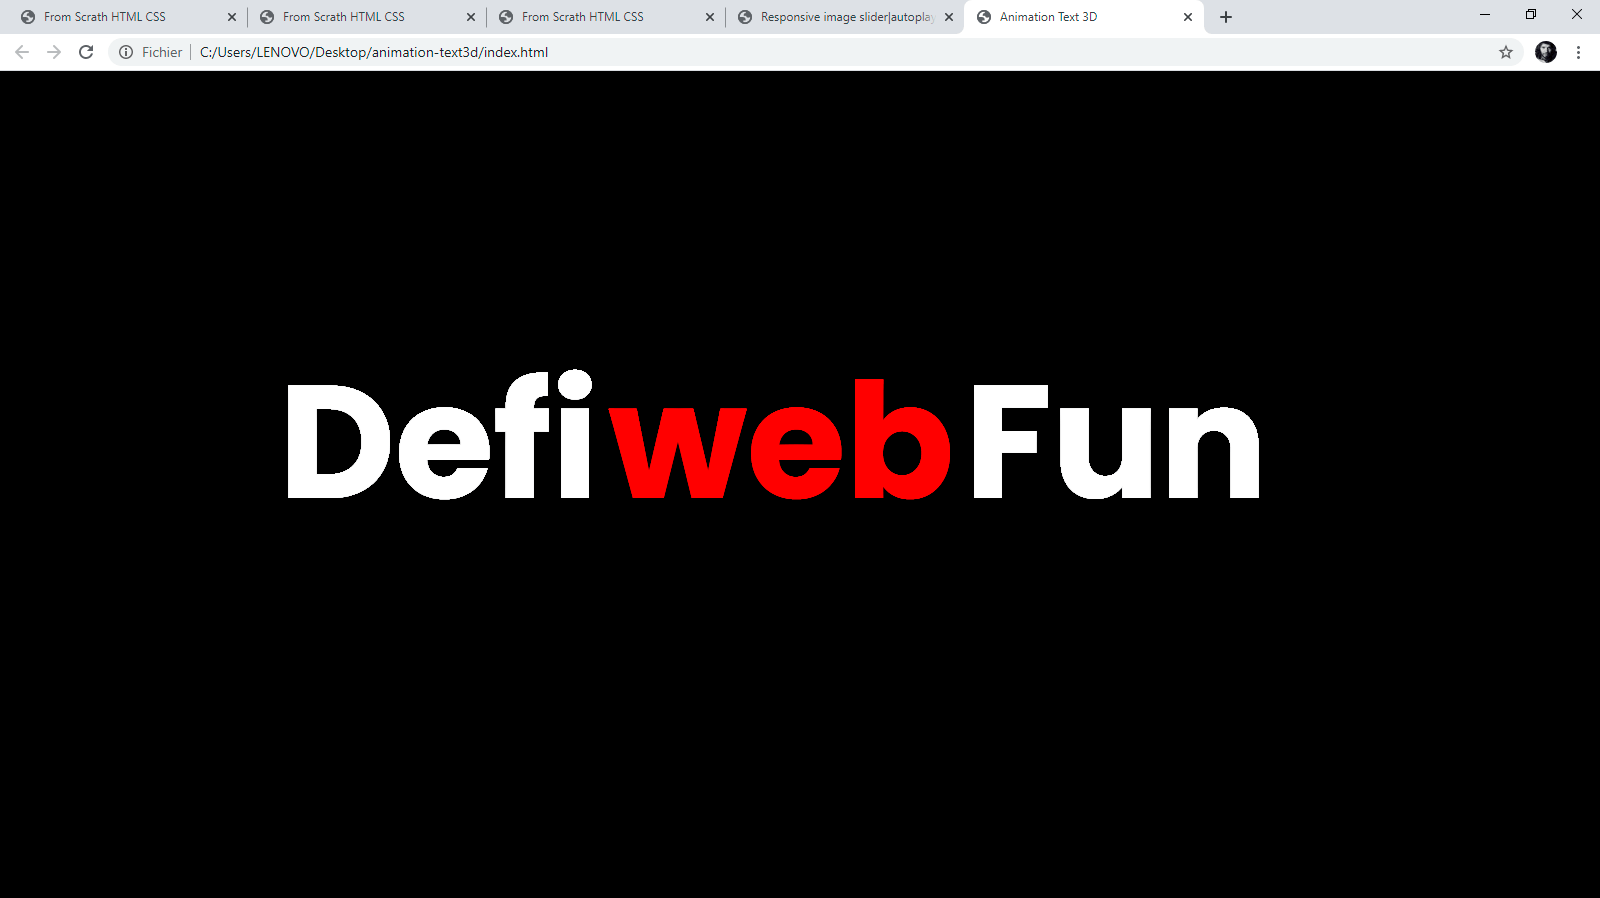 From Scrath HTML CSS
From Scrath HTML CSS
From Scrath HTML CSS
Responsive image slider|autopla
Animation Text 3D
Fichier
C:/Users/LENOVO/Desktop/animation-text3d/index.html
DefiwebFun